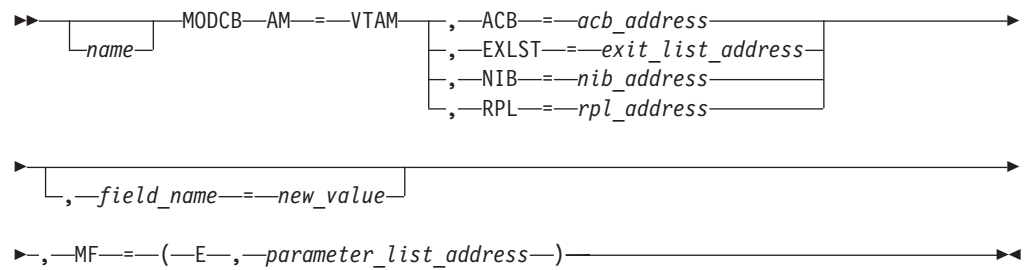 MODCB AM = VTAM , ACB = acb_address
name , EXLST = exit_list_address
, NIB = nib_address
, RPL = rpl_address
, field_name = new_value
, MF = ( E , parameter_list_address )